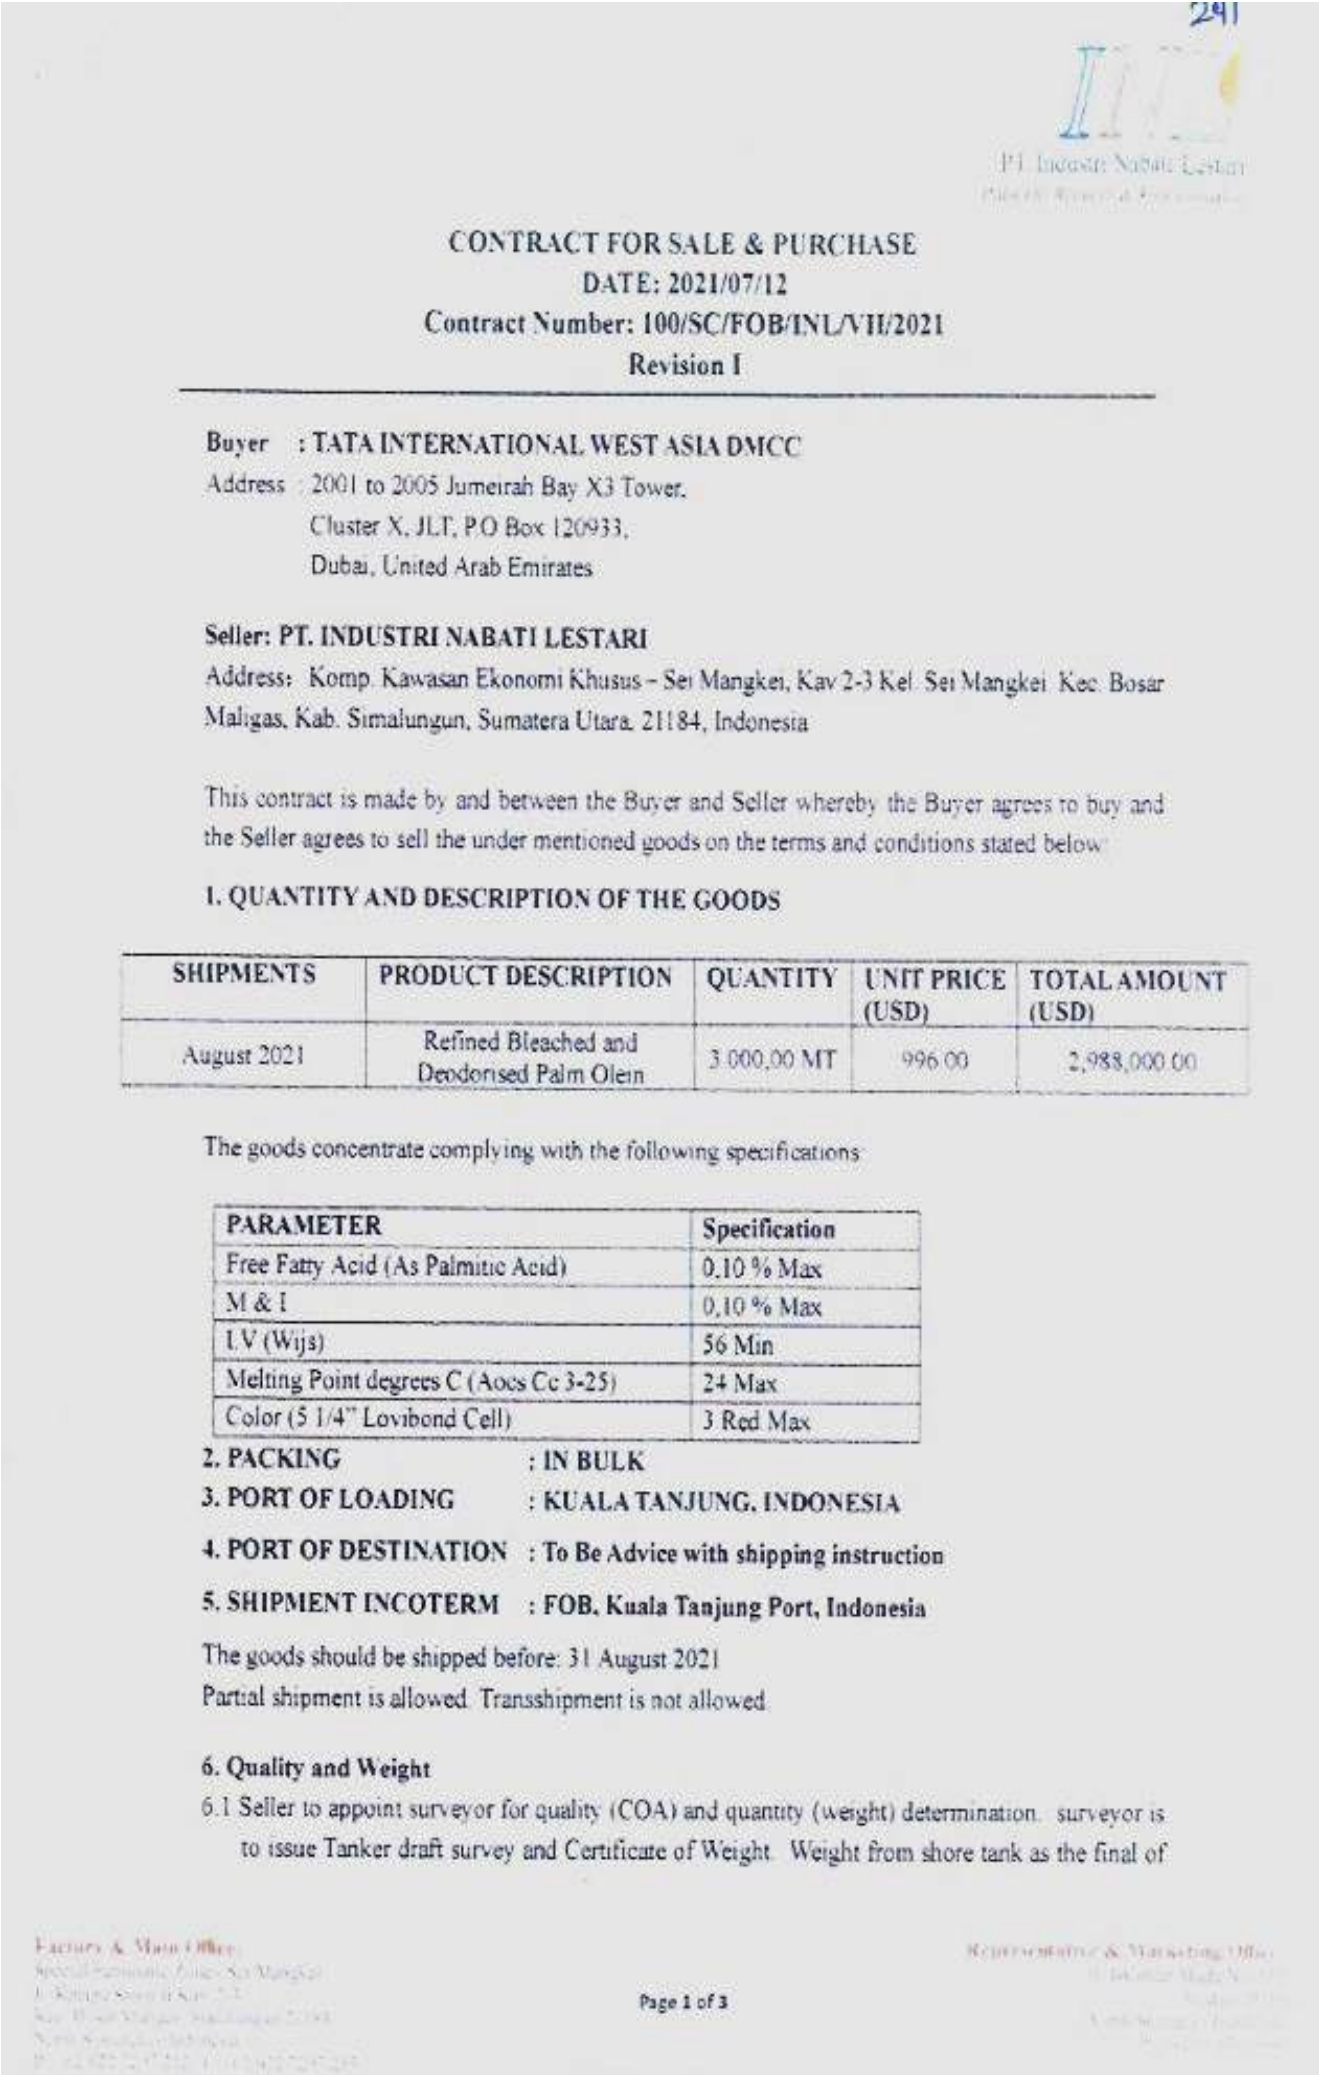 241
PT. Industri Nabati Lestari
CONTRACT FOR SALE & PURCHASE
DATE: 2021/07/12
Contract Number: 100/SC/FOB/INL/VII/2021
Revision I
Buyer : TATA INTERNATIONAL WEST ASIA DMCC
Address : 2001 to 2005 Jumeirah Bay X3 Tower,
Cluster X, JLT, P.O Box 120933,
Dubai, United Arab Emirates
Seller: PT. INDUSTRI NABATI LESTARI
Address: Komp. Kawasan Ekonomi Khusus – Sei Mangkei, Kav 2-3 Kel. Sei Mangkei Kec. Bosar
Maligas, Kab. Simalungun, Sumatera Utara, 21184, Indonesia
This contract is made by and between the Buyer and Seller whereby the Buyer agrees to buy and
the Seller agrees to sell the under mentioned goods on the terms and conditions stated below:
1. QUANTITY AND DESCRIPTION OF THE GOODS
SHIPMENTS PRODUCT DESCRIPTION QUANTITY UNIT PRICE (USD) TOTAL AMOUNT (USD)
August 2021 Refined Bleached and Deodorised Palm Olein 3.000,00 MT 996.00 2,988,000.00
The goods concentrate complying with the following specifications:
PARAMETER Specification
Free Fatty Acid (As Palmitic Acid) 0,10 % Max
M & I 0,10 % Max
I.V (Wijs) 56 Min
Melting Point degrees C (Aocs Cc 3-25) 24 Max
Color (5 1/4" Lovibond Cell) 3 Red Max
2. PACKING : IN BULK
3. PORT OF LOADING : KUALA TANJUNG, INDONESIA
4. PORT OF DESTINATION : To Be Advice with shipping instruction
5. SHIPMENT INCOTERM : FOB, Kuala Tanjung Port, Indonesia
The goods should be shipped before: 31 August 2021
Partial shipment is allowed. Transshipment is not allowed.
6. Quality and Weight
6.1 Seller to appoint surveyor for quality (COA) and quantity (weight) determination. surveyor is
to issue Tanker draft survey and Certificate of Weight. Weight from shore tank as the final of
Factory & Main Office
Representative & Marketing Office
Page 1 of 3